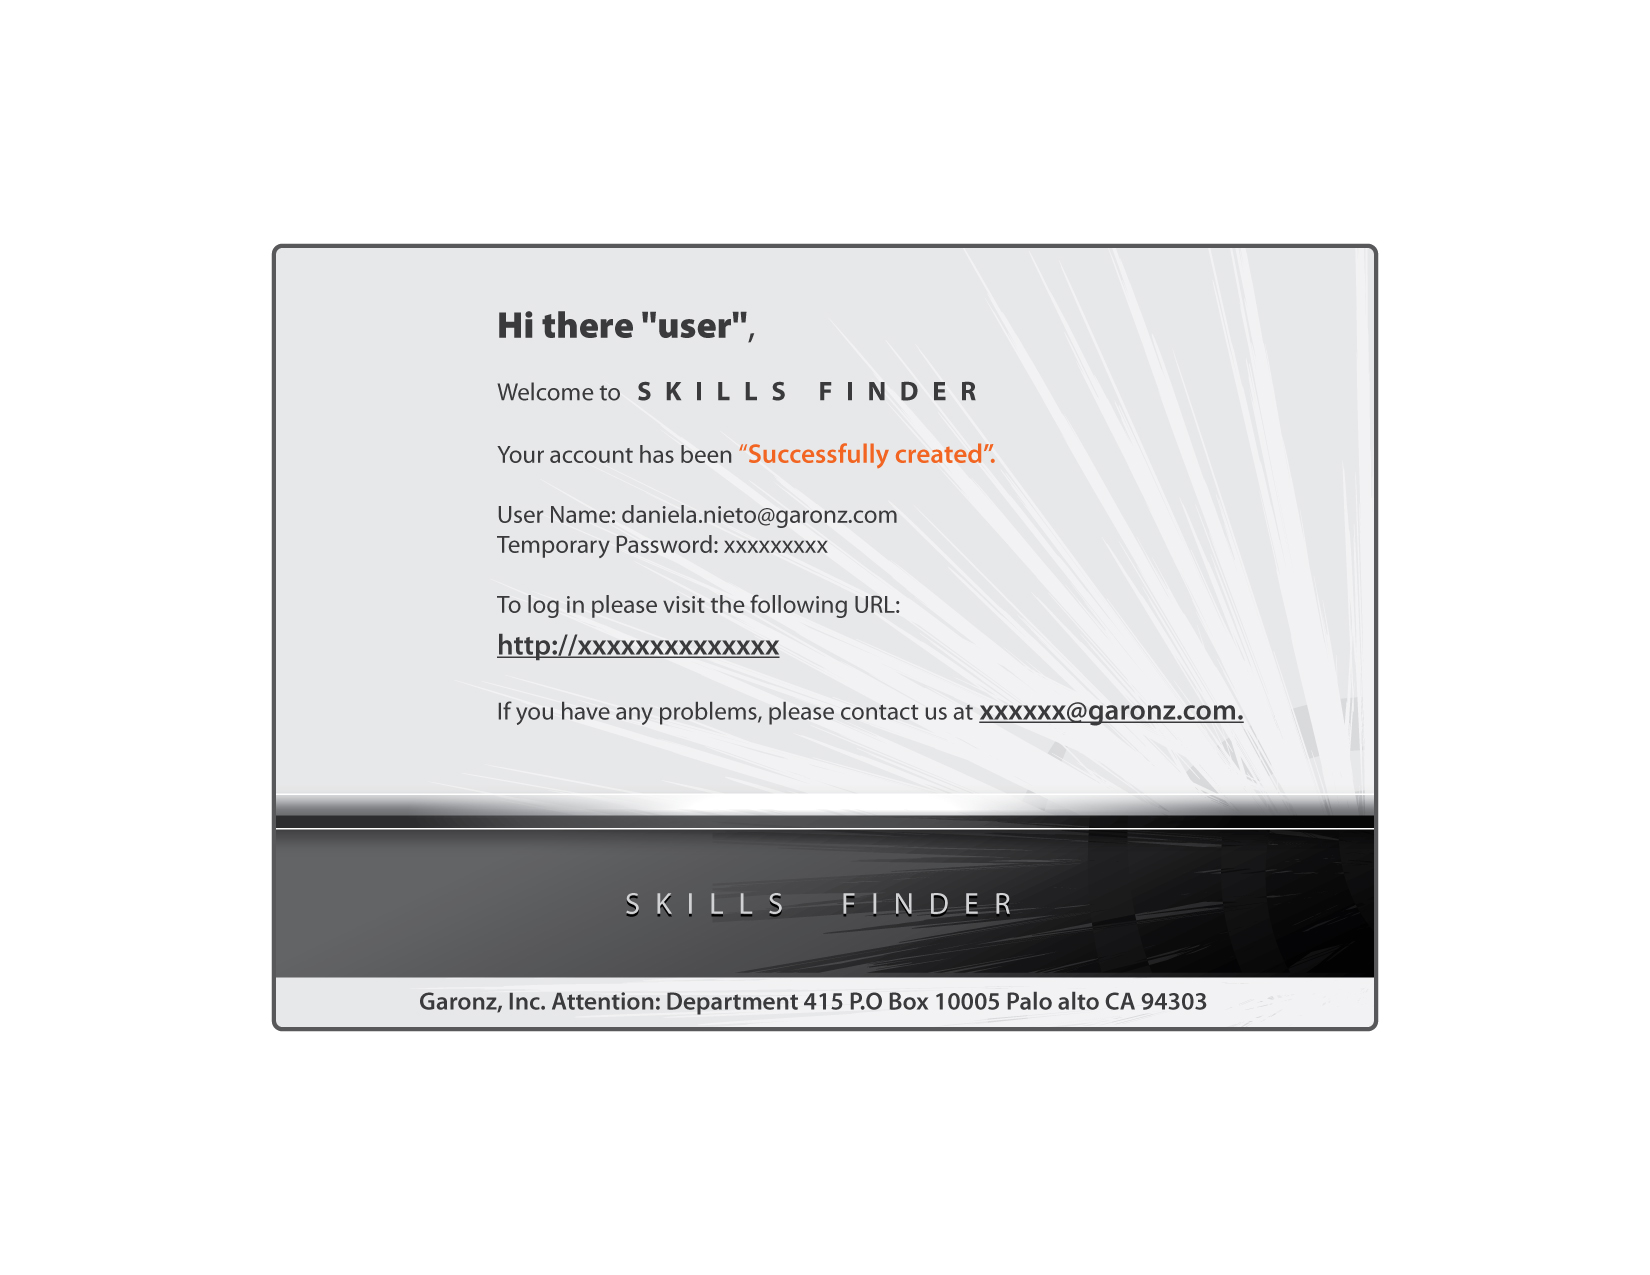 Hi there "user",
Welcome to SKILLS FINDER
Your account has been “Successfully created”.
User Name: daniela.nieto@garonz.com
Temporary Password: xxxxxxxxx
To log in please visit the following URL:
http://xxxxxxxxxxxxxx
If you have any problems, please contact us at xxxxxx@garonz.com.
SKILLS FINDER
Garonz, Inc. Attention: Department 415 P.O Box 10005 Palo alto CA 94303